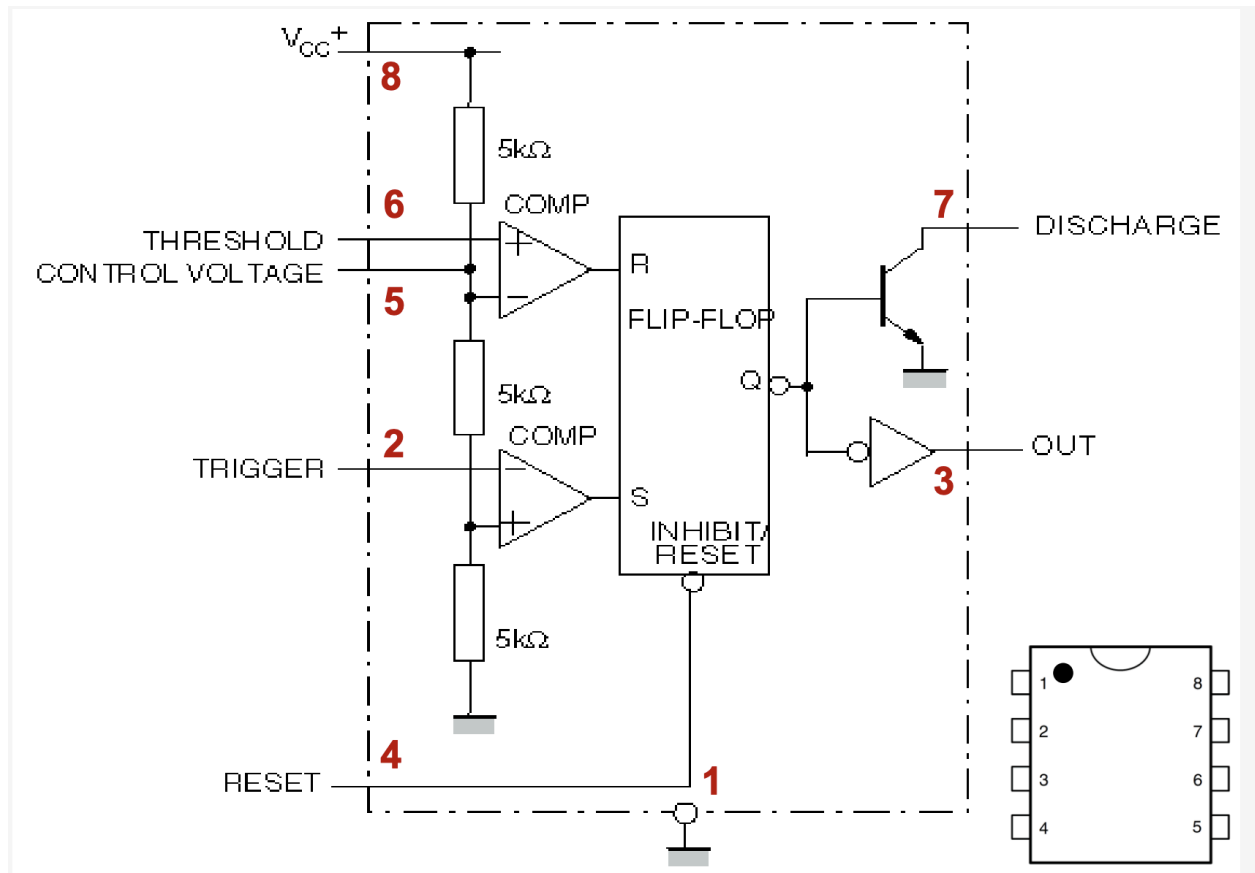 VCC+
8
5kΩ
6
COMP
7
THRESHOLD
+
DISCHARGE
CONTROL VOLTAGE
R
5
−
FLIP-FLOP
Q
5kΩ
2
COMP
OUT
TRIGGER
−
3
S
+
INHIBIT/
RESET
5kΩ
1
8
2
7
4
3
6
RESET
1
4
5